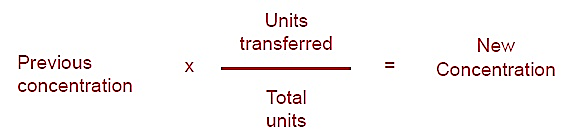 Previous
concentration
x
Units
transferred
Total
units
=
New
Concentration